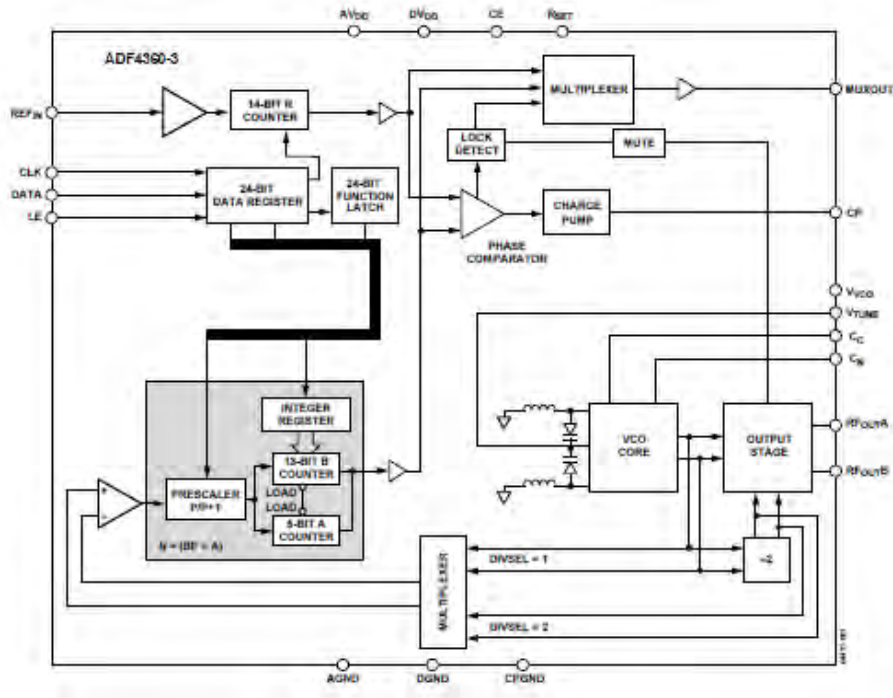 AVDD DVDD CE RSET
ADF4360-3
REFIN
14-BIT R
COUNTER
MULTIPLEXER
MUXOUT
LOCK
DETECT
MUTE
CLK
DATA
LE
24-BIT
DATA REGISTER
24-BIT
FUNCTION
LATCH
CHARGE
PUMP
CP
PHASE
COMPARATOR
VVCO
VTUNE
CC
CN
INTEGER
REGISTER
13-BIT B
COUNTER
LOAD
LOAD
5-BIT A
COUNTER
PRESCALER
P/P+1
N = (BP + A)
+
−
VCO
CORE
OUTPUT
STAGE
RFOUTA
RFOUTB
MULTIPLEXER
DIVSEL = 1
DIVSEL = 2
÷2
AGND DGND CPGND